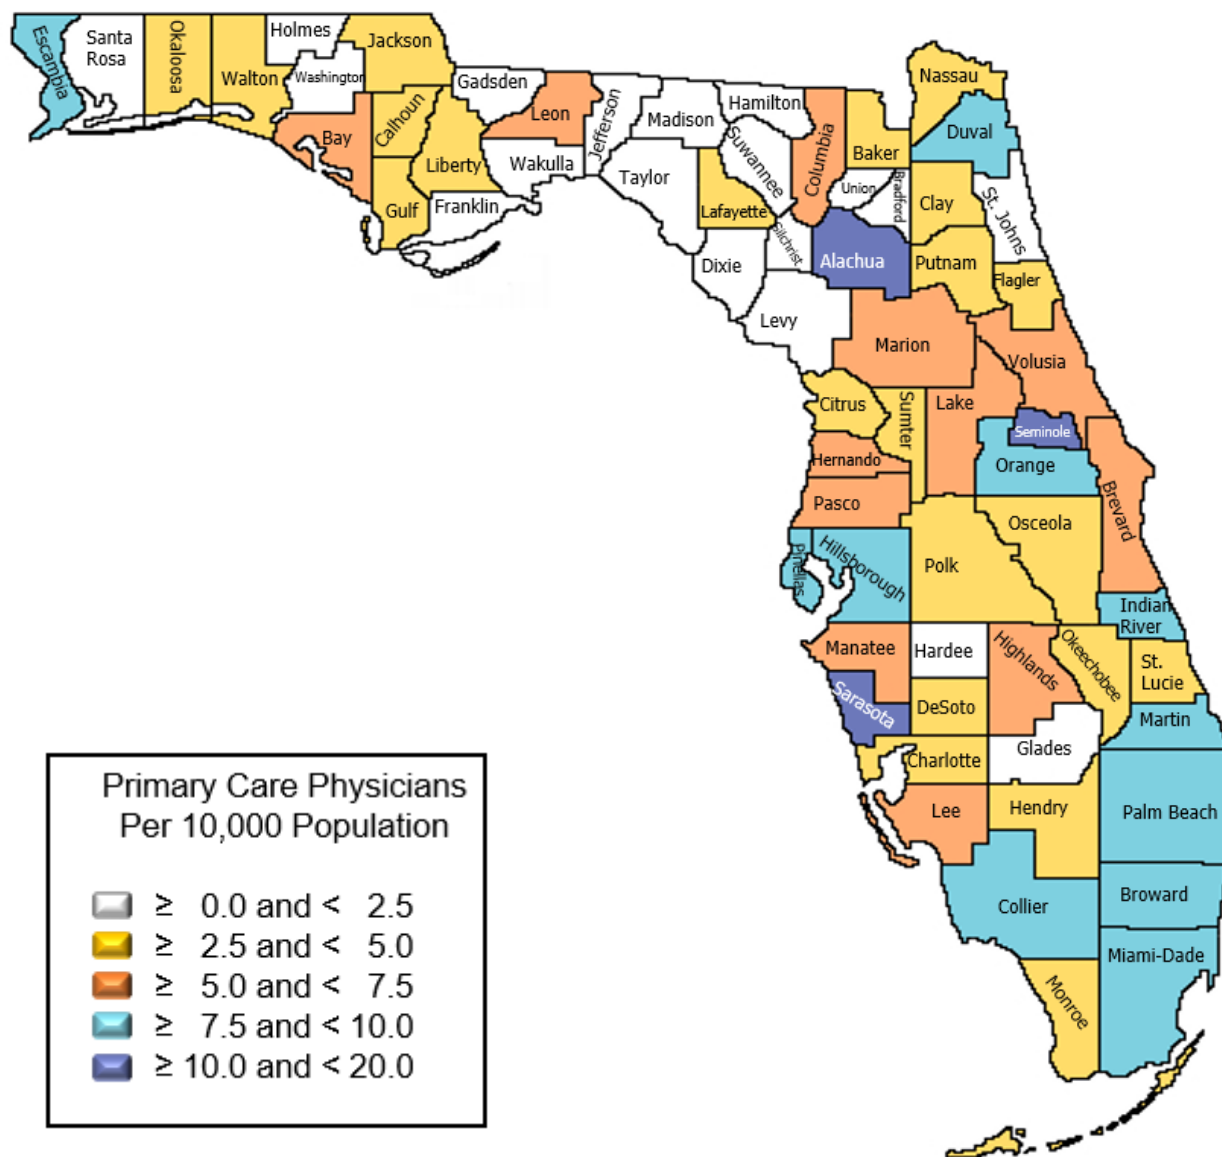 Escambia
Santa
Rosa
Okaloosa
Walton
Holmes
Washington
Jackson
Bay
Calhoun
Gulf
Liberty
Gadsden
Leon
Wakulla
Franklin
Jefferson
Madison
Taylor
Hamilton
Suwannee
Lafayette
Columbia
Baker
Nassau
Duval
Union
Bradford
Clay
St. Johns
Gilchrist
Alachua
Putnam
Flagler
Dixie
Levy
Marion
Volusia
Citrus
Sumter
Lake
Seminole
Orange
Hernando
Pasco
Brevard
Pinellas
Hillsborough
Polk
Osceola
Indian
River
Manatee
Hardee
Highlands
Okeechobee
St.
Lucie
Sarasota
DeSoto
Martin
Charlotte
Glades
Lee
Hendry
Palm Beach
Collier
Broward
Miami-Dade
Monroe
Primary Care Physicians
Per 10,000 Population
≥ 0.0 and < 2.5
≥ 2.5 and < 5.0
≥ 5.0 and < 7.5
≥ 7.5 and < 10.0
≥ 10.0 and < 20.0